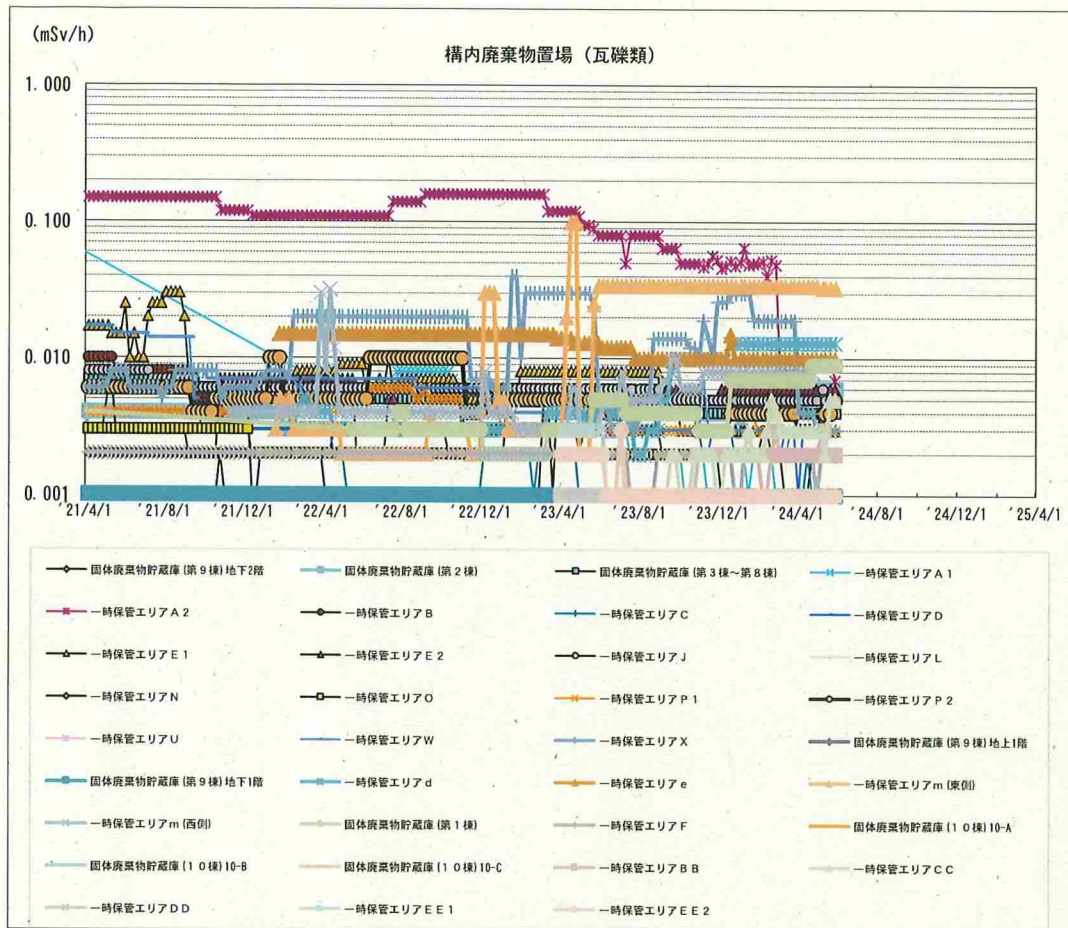 (mSv/h)
構内廃棄物置場 (瓦礫類)
1.000
0.100
0.010
0.001
'21/4/1 '21/8/1 '21/12/1 '22/4/1 '22/8/1 '22/12/1 '23/4/1 '23/8/1 '23/12/1 '24/4/1 '24/8/1 '24/12/1 '25/4/1
固体廃棄物貯蔵庫(第9棟)地下2階 固体廃棄物貯蔵庫(第2棟) 固体廃棄物貯蔵庫(第3棟～第8棟) 一時保管エリアA1
一時保管エリアA2 一時保管エリアB 一時保管エリアC 一時保管エリアD
一時保管エリアE1 一時保管エリアE2 一時保管エリアJ 一時保管エリアL
一時保管エリアN 一時保管エリアO 一時保管エリアP1 一時保管エリアP2
一時保管エリアU 一時保管エリアW 一時保管エリアX 固体廃棄物貯蔵庫(第9棟)地上1階
固体廃棄物貯蔵庫(第9棟)地下1階 一時保管エリアd 一時保管エリアe 一時保管エリアm(東側)
一時保管エリアm(西側) 固体廃棄物貯蔵庫(第1棟) 一時保管エリアF 固体廃棄物貯蔵庫(10棟)10-A
固体廃棄物貯蔵庫(10棟)10-B 固体廃棄物貯蔵庫(10棟)10-C 一時保管エリアBB 一時保管エリアCC
一時保管エリアDD 一時保管エリアEE1 一時保管エリアEE2